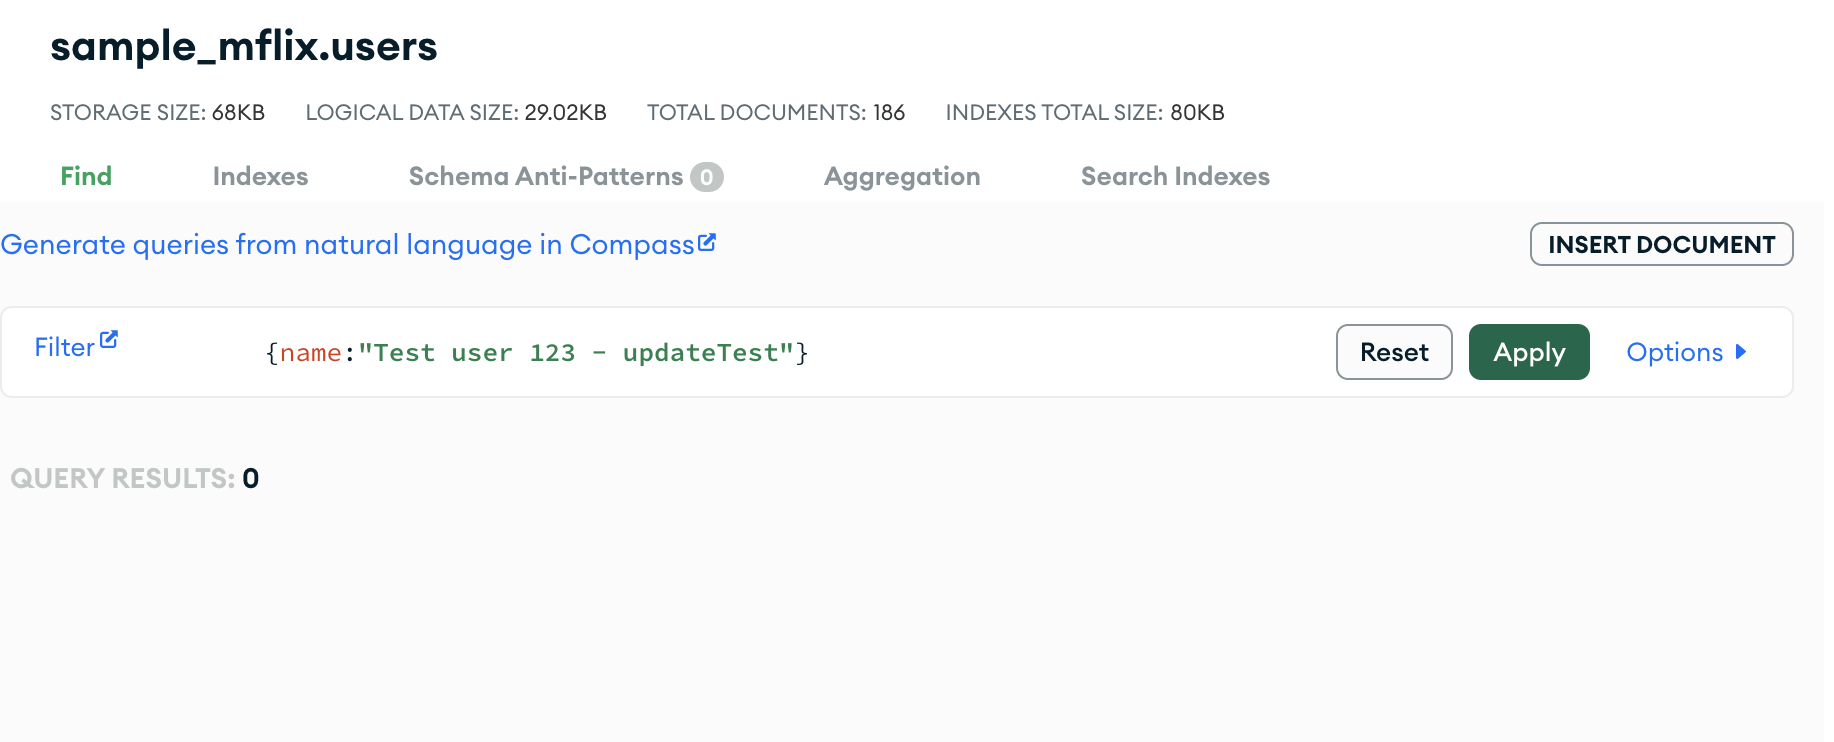 sample_mflix.users
STORAGE SIZE: 68KB LOGICAL DATA SIZE: 29.02KB TOTAL DOCUMENTS: 186 INDEXES TOTAL SIZE: 80KB
Find Indexes Schema Anti-Patterns 0 Aggregation Search Indexes
Generate queries from natural language in Compass INSERT DOCUMENT
Filter {name:"Test user 123 - updateTest"} Reset Apply Options
QUERY RESULTS: 0